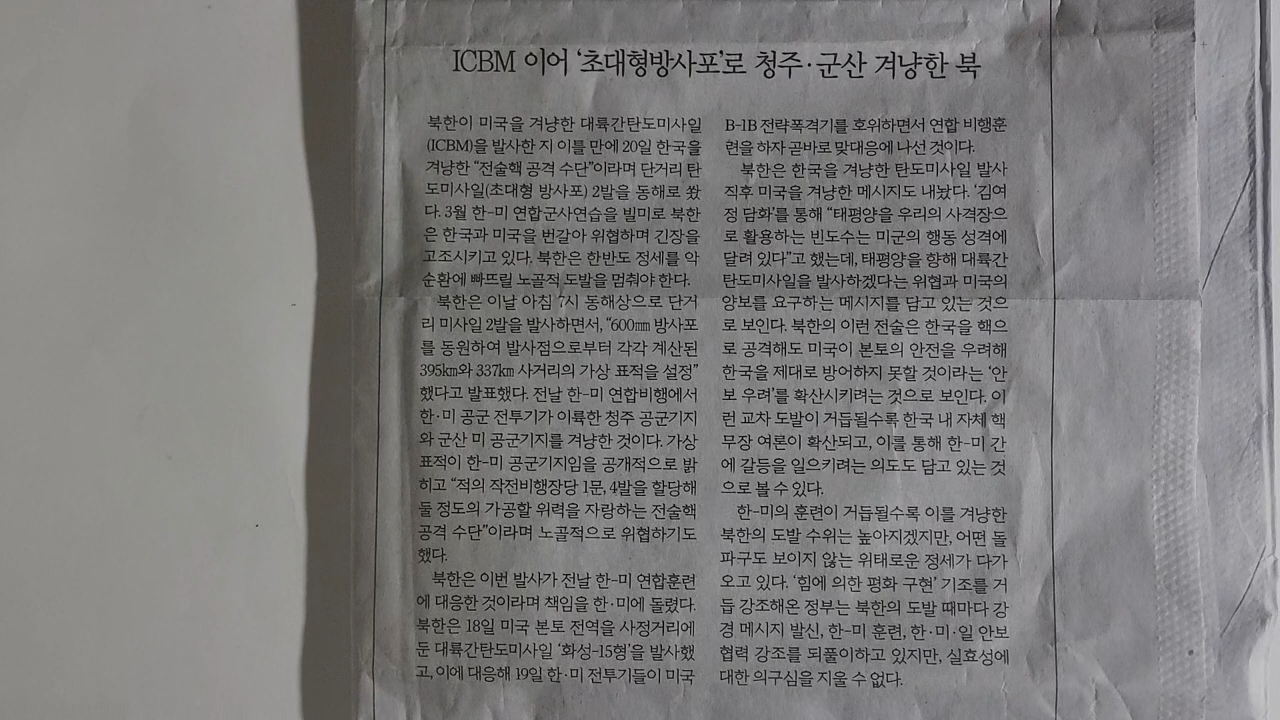 ICBM 이어 ‘초대형방사포’로 청주·군산 겨냥한 북
북한이 미국을 겨냥한 대륙간탄도미사일
(ICBM)을 발사한 지 이틀 만에 20일 한국을
겨냥한 “전술핵 공격 수단”이라며 단거리 탄
도미사일(초대형 방사포) 2발을 동해로 쐈
다. 3월 한-미 연합군사연습을 빌미로 북한
은 한국과 미국을 번갈아 위협하며 긴장을
고조시키고 있다. 북한은 한반도 정세를 악
순환에 빠뜨릴 노골적 도발을 멈춰야 한다.
북한은 이날 아침 7시 동해상으로 단거
리 미사일 2발을 발사하면서, “600㎜ 방사포
를 동원하여 발사점으로부터 각각 계산된
395㎞와 337㎞ 사거리의 가상 표적을 설정”
했다고 발표했다. 전날 한-미 연합비행에서
한·미 공군 전투기가 이륙한 청주 공군기지
와 군산 미 공군기지를 겨냥한 것이다. 가상
표적이 한-미 공군기지임을 공개적으로 밝
히고 “적의 작전비행장당 1문, 4발을 할당해
둘 정도의 가공할 위력을 자랑하는 전술핵
공격 수단”이라며 노골적으로 위협하기도
했다.
북한은 이번 발사가 전날 한-미 연합훈련
에 대응한 것이라며 책임을 한·미에 돌렸다.
북한은 18일 미국 본토 전역을 사정거리에
둔 대륙간탄도미사일 ‘화성-15형’을 발사했
고, 이에 대응해 19일 한·미 전투기들이 미국
B-1B 전략폭격기를 호위하면서 연합 비행훈
련을 하자 곧바로 맞대응에 나선 것이다.
북한은 한국을 겨냥한 탄도미사일 발사
직후 미국을 겨냥한 메시지도 내놨다. ‘김여
정 담화’를 통해 “태평양을 우리의 사격장으
로 활용하는 빈도수는 미군의 행동 성격에
달려 있다”고 했는데, 태평양을 향해 대륙간
탄도미사일을 발사하겠다는 위협과 미국의
양보를 요구하는 메시지를 담고 있는 것으
로 보인다. 북한의 이런 전술은 한국을 핵으
로 공격해도 미국이 본토의 안전을 우려해
한국을 제대로 방어하지 못할 것이라는 ‘안
보 우려’를 확산시키려는 것으로 보인다. 이
런 교차 도발이 거듭될수록 한국 내 자체 핵
무장 여론이 확산되고, 이를 통해 한-미 간
에 갈등을 일으키려는 의도도 담고 있는 것
으로 볼 수 있다.
한-미의 훈련이 거듭될수록 이를 겨냥한
북한의 도발 수위는 높아지겠지만, 어떤 돌
파구도 보이지 않는 위태로운 정세가 다가
오고 있다. ‘힘에 의한 평화 구현’ 기조를 거
듭 강조해온 정부는 북한의 도발 때마다 강
경 메시지 발신, 한-미 훈련, 한·미·일 안보
협력 강조를 되풀이하고 있지만, 실효성에
대한 의구심을 지울 수 없다.